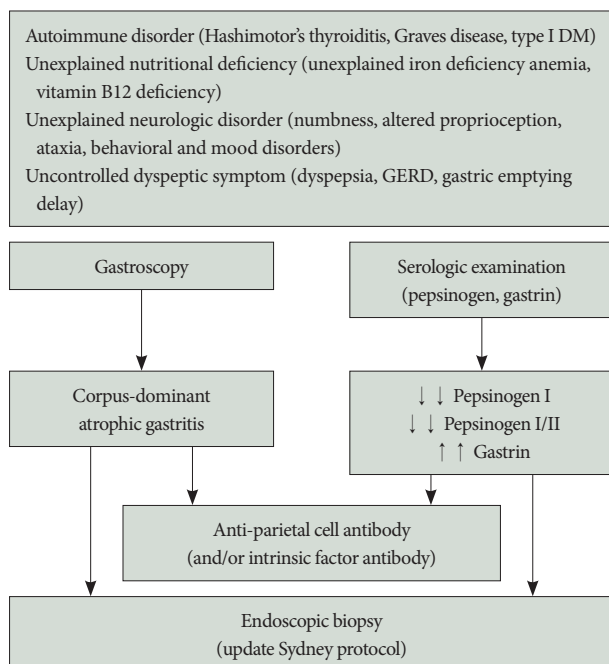 Autoimmune disorder (Hashimotor's thyroiditis, Graves disease, type I DM)
Unexplained nutritional deficiency (unexplained iron deficiency anemia,
vitamin B12 deficiency)
Unexplained neurologic disorder (numbness, altered proprioception,
ataxia, behavioral and mood disorders)
Uncontrolled dyspeptic symptom (dyspepsia, GERD, gastric emptying
delay)
Gastroscopy
Serologic examination
(pepsinogen, gastrin)
Corpus-dominant
atrophic gastritis
↓ ↓ Pepsinogen I
↓ ↓ Pepsinogen I/II
↑ ↑ Gastrin
Anti-parietal cell antibody
(and/or intrinsic factor antibody)
Endoscopic biopsy
(update Sydney protocol)